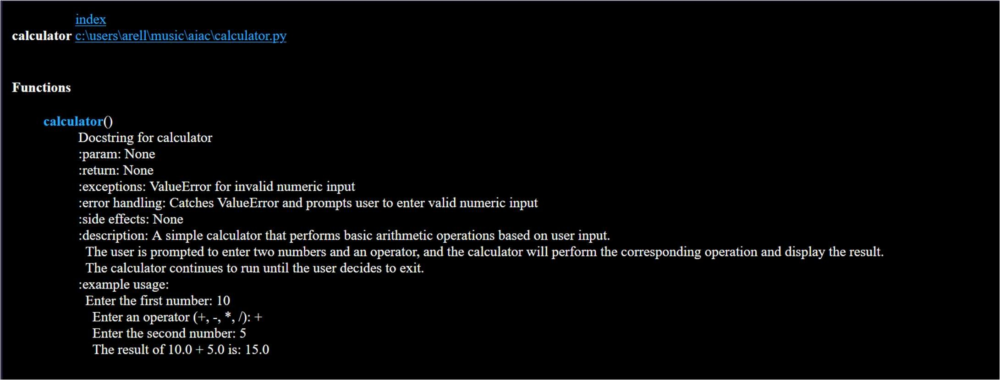 index
calculator c:\users\arell\music\aiac\calculator.py
Functions
calculator()
Docstring for calculator
:param: None
:return: None
:exceptions: ValueError for invalid numeric input
:error handling: Catches ValueError and prompts user to enter valid numeric input
:side effects: None
:description: A simple calculator that performs basic arithmetic operations based on user input.
The user is prompted to enter two numbers and an operator, and the calculator will perform the corresponding operation and display the result.
The calculator continues to run until the user decides to exit.
:example usage:
Enter the first number: 10
Enter an operator (+, -, *, /): +
Enter the second number: 5
The result of 10.0 + 5.0 is: 15.0